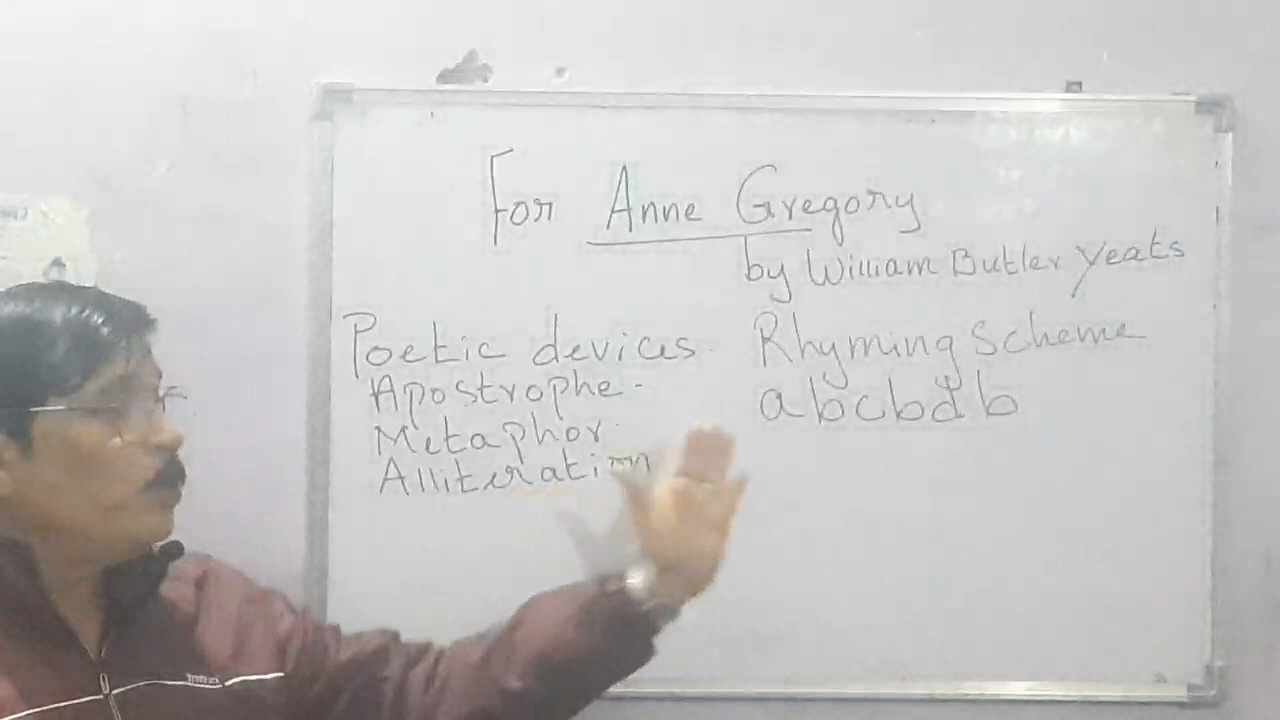 For Anne Gregory
by William Butler Yeats
Poetic devices.
Apostrophe.
Metaphor.
Alliteration
Rhyming Scheme
abcbdb